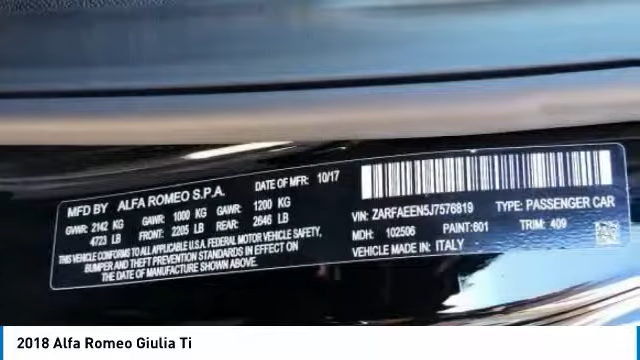 MFD BY ALFA ROMEO S.P.A. DATE OF MFR: 10/17
GVWR: 2142 KG GAWR: 1000 KG GAWR: 1200 KG
4723 LB FRONT: 2205 LB REAR: 2646 LB
THIS VEHICLE CONFORMS TO ALL APPLICABLE U.S.A. FEDERAL MOTOR VEHICLE SAFETY,
BUMPER AND THEFT PREVENTION STANDARDS IN EFFECT ON
THE DATE OF MANUFACTURE SHOWN ABOVE.
VIN: ZARFAEEN5J7576819 TYPE: PASSENGER CAR
MDH: 102506 PAINT: 601 TRIM: 409
VEHICLE MADE IN: ITALY
2018 Alfa Romeo Giulia Ti